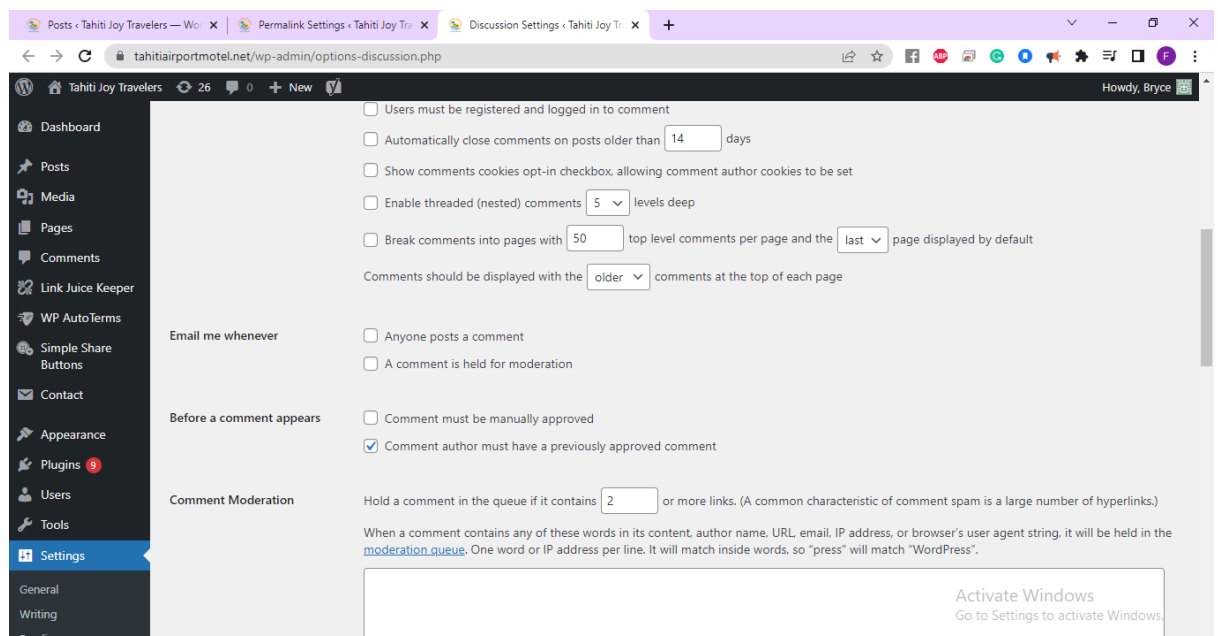 Posts ‹ Tahiti Joy Travelers — Wor
Permalink Settings ‹ Tahiti Joy Tra
Discussion Settings ‹ Tahiti Joy Tr
tahitiairportmotel.net/wp-admin/options-discussion.php
ABP
F
Tahiti Joy Travelers 26 0 + New
Howdy, Bryce
Dashboard
Posts
Media
Pages
Comments
Link Juice Keeper
WP AutoTerms
Simple Share
Buttons
Contact
Appearance
Plugins 9
Users
Tools
Settings
General
Writing
Users must be registered and logged in to comment
Automatically close comments on posts older than 14 days
Show comments cookies opt-in checkbox, allowing comment author cookies to be set
Enable threaded (nested) comments 5 levels deep
Break comments into pages with 50 top level comments per page and the last page displayed by default
Comments should be displayed with the older comments at the top of each page
Email me whenever
Anyone posts a comment
A comment is held for moderation
Before a comment appears
Comment must be manually approved
Comment author must have a previously approved comment
Comment Moderation
Hold a comment in the queue if it contains 2 or more links. (A common characteristic of comment spam is a large number of hyperlinks.)
When a comment contains any of these words in its content, author name, URL, email, IP address, or browser's user agent string, it will be held in the
moderation queue. One word or IP address per line. It will match inside words, so "press" will match "WordPress".
Activate Windows
Go to Settings to activate Windows.